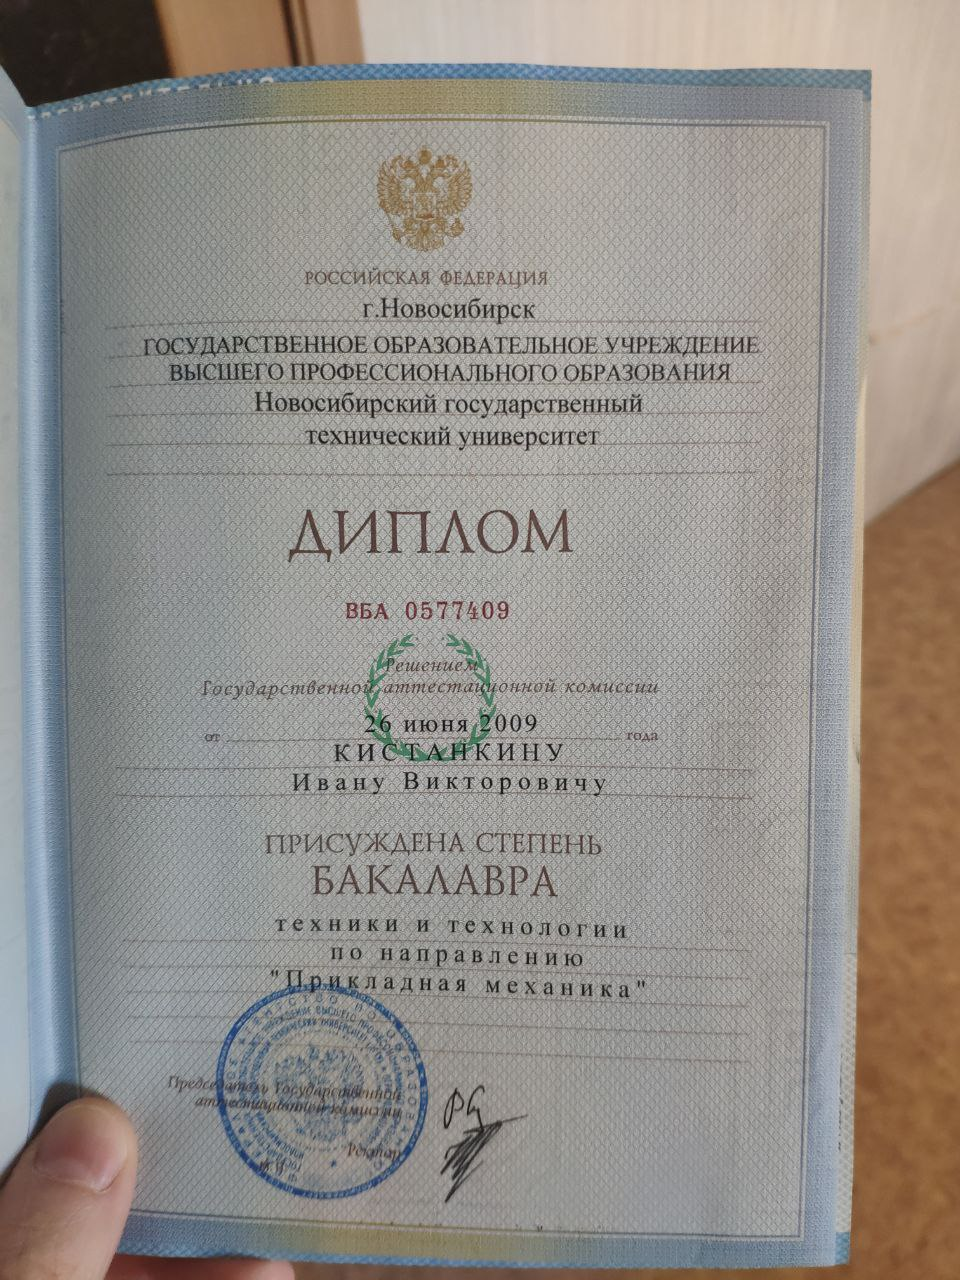 РОССИЙСКАЯ ФЕДЕРАЦИЯ
г.Новосибирск
ГОСУДАРСТВЕННОЕ ОБРАЗОВАТЕЛЬНОЕ УЧРЕЖДЕНИЕ
ВЫСШЕГО ПРОФЕССИОНАЛЬНОГО ОБРАЗОВАНИЯ
Новосибирский государственный
технический университет
ДИПЛОМ
ВБА 0577409
Решением
Государственной аттестационной комиссии
от 26 июня 2009 года
КИСТАНКИНУ
Ивану Викторовичу
ПРИСУЖДЕНА СТЕПЕНЬ
БАКАЛАВРА
техники и технологии
по направлению
"Прикладная механика"
Председатель Государственной
аттестационной комиссии
Ректор